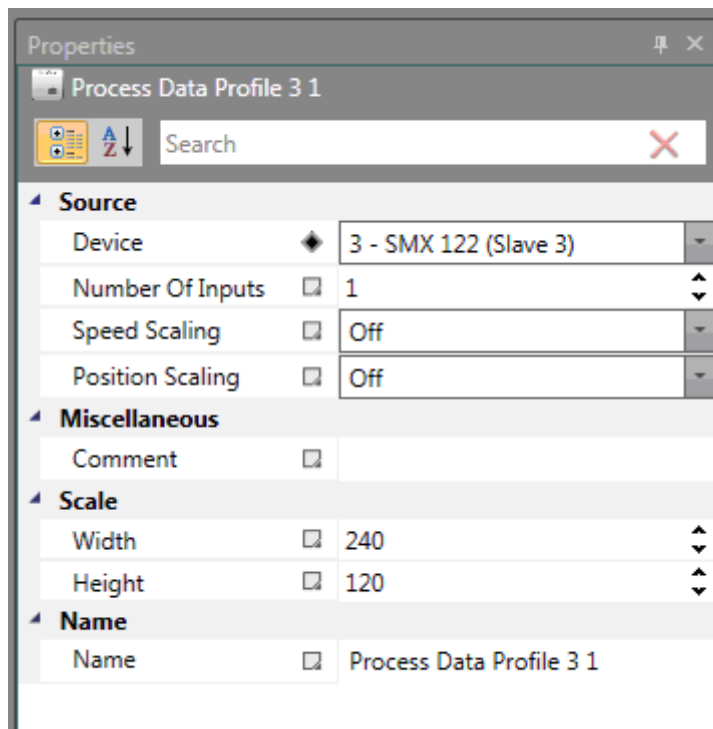 Properties
Process Data Profile 3 1
A Z Search
Source
Device 3 - SMX 122 (Slave 3)
Number Of Inputs 1
Speed Scaling Off
Position Scaling Off
Miscellaneous
Comment
Scale
Width 240
Height 120
Name
Name Process Data Profile 3 1